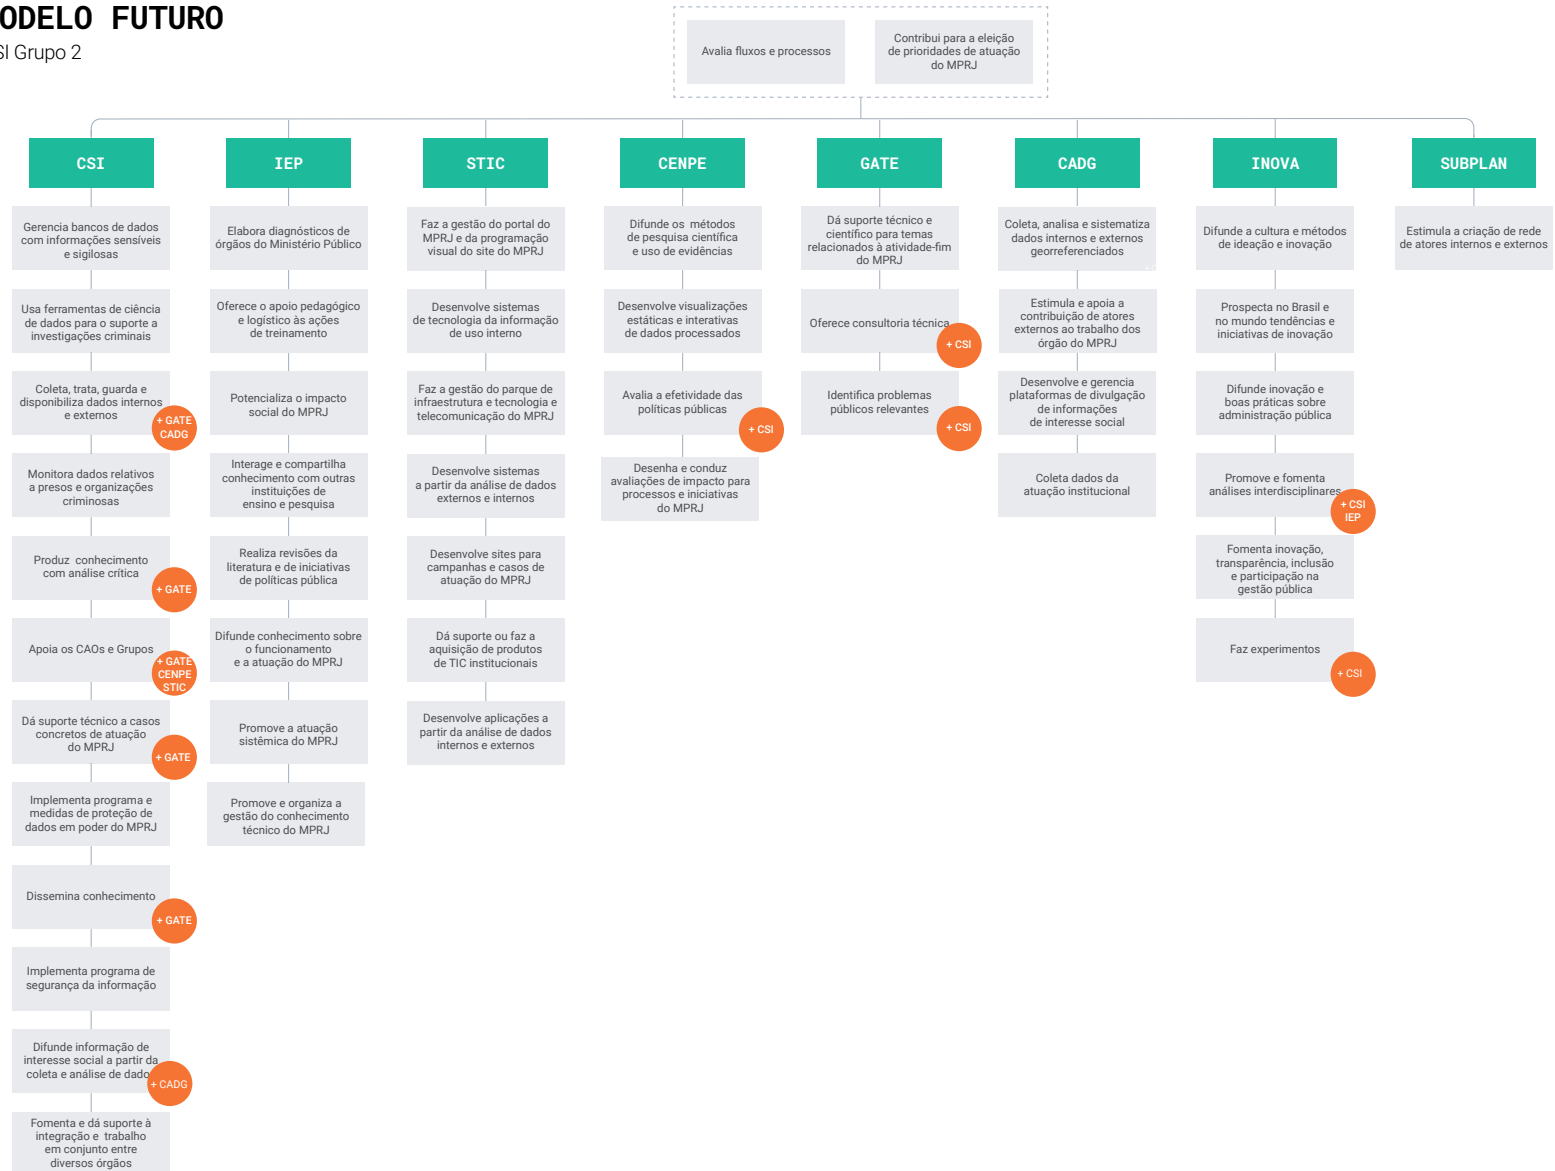 ODELO FUTURO
SI Grupo 2
Avalia fluxos e processos
Contribui para a eleição
de prioridades de atuação
do MPRJ
CSI
Gerencia bancos de dados
com informações sensíveis
e sigilosas
Usa ferramentas de ciência
de dados para o suporte a
investigações criminais
Coleta, trata, guarda e
disponibiliza dados internos
e externos
+ GATE
CADG
Monitora dados relativos
a presos e organizações
criminosas
Produz conhecimento
com análise crítica
+ GATE
Apoia os CAOs e Grupos
+ GATE
CENPE
STIC
Dá suporte técnico a casos
concretos de atuação
do MPRJ
+ GATE
Implementa programa e
medidas de proteção de
dados em poder do MPRJ
Dissemina conhecimento
+ GATE
Implementa programa de
segurança da informação
Difunde informação de
interesse social a partir da
coleta e análise de dado
+ CADG
Fomenta e dá suporte à
integração e trabalho
em conjunto entre
diversos órgãos
IEP
Elabora diagnósticos de
órgãos do Ministério Público
Oferece o apoio pedagógico
e logístico às ações
de treinamento
Potencializa o impacto
social do MPRJ
Interage e compartilha
conhecimento com outras
instituições de
ensino e pesquisa
Realiza revisões da
literatura e de iniciativas
de políticas pública
Difunde conhecimento sobre
o funcionamento
e a atuação do MPRJ
Promove a atuação
sistêmica do MPRJ
Promove e organiza a
gestão do conhecimento
técnico do MPRJ
STIC
Faz a gestão do portal do
MPRJ e da programação
visual do site do MPRJ
Desenvolve sistemas
de tecnologia da informação
de uso interno
Faz a gestão do parque de
infraestrutura e tecnologia e
telecomunicação do MPRJ
Desenvolve sistemas
a partir da análise de dados
externos e internos
Desenvolve sites para
campanhas e casos de
atuação do MPRJ
Dá suporte ou faz a
aquisição de produtos
de TIC institucionais
Desenvolve aplicações a
partir da análise de dados
internos e externos
CENPE
Difunde os métodos
de pesquisa científica
e uso de evidências
Desenvolve visualizações
estáticas e interativas
de dados processados
Avalia a efetividade das
políticas públicas
+ CSI
Desenha e conduz
avaliações de impacto para
processos e iniciativas
do MPRJ
GATE
Dá suporte técnico e
científico para temas
relacionados à atividade-fim
do MPRJ
Oferece consultoria técnica
+ CSI
Identifica problemas
públicos relevantes
+ CSI
CADG
Coleta, analisa e sistematiza
dados internos e externos
georreferenciados
Estimula e apoia a
contribuição de atores
externos ao trabalho dos
órgão do MPRJ
Desenvolve e gerencia
plataformas de divulgação
de informações
de interesse social
Coleta dados da
atuação institucional
INOVA
Difunde a cultura e métodos
de ideação e inovação
Prospecta no Brasil e
no mundo tendências e
iniciativas de inovação
Difunde inovação e
boas práticas sobre
administração pública
Promove e fomenta
análises interdisciplinares
+ CSI
IEP
Fomenta inovação,
transparência, inclusão
e participação na
gestão pública
Faz experimentos
+ CSI
SUBPLAN
Estimula a criação de rede
de atores internos e externos